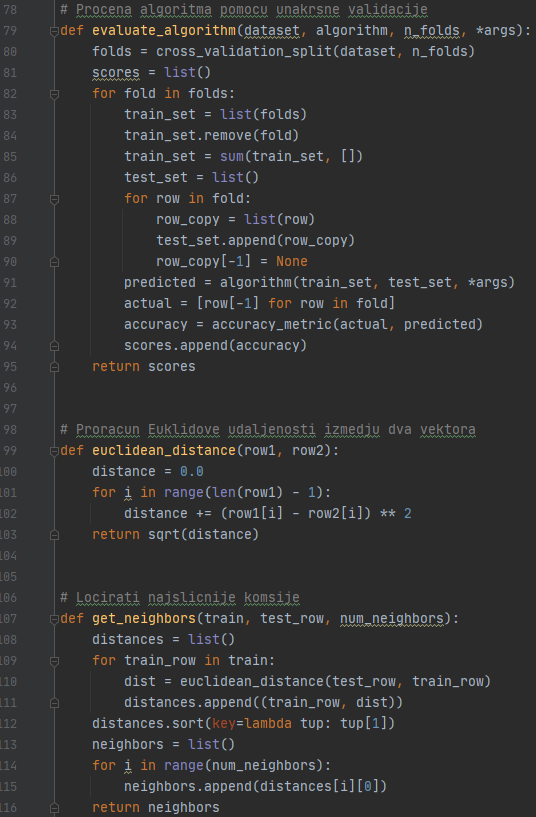 78 # Procena algoritma pomocu unakrsne validacije
79 def evaluate_algorithm(dataset, algorithm, n_folds, *args):
80     folds = cross_validation_split(dataset, n_folds)
81     scores = list()
82     for fold in folds:
83         train_set = list(folds)
84         train_set.remove(fold)
85         train_set = sum(train_set, [])
86         test_set = list()
87         for row in fold:
88             row_copy = list(row)
89             test_set.append(row_copy)
90             row_copy[-1] = None
91         predicted = algorithm(train_set, test_set, *args)
92         actual = [row[-1] for row in fold]
93         accuracy = accuracy_metric(actual, predicted)
94         scores.append(accuracy)
95     return scores
96
97
98 # Proracun Euklidove udaljenosti izmedju dva vektora
99 def euclidean_distance(row1, row2):
100     distance = 0.0
101     for i in range(len(row1) - 1):
102         distance += (row1[i] - row2[i]) ** 2
103     return sqrt(distance)
104
105
106 # Locirati najslicnije komsije
107 def get_neighbors(train, test_row, num_neighbors):
108     distances = list()
109     for train_row in train:
110         dist = euclidean_distance(test_row, train_row)
111         distances.append((train_row, dist))
112     distances.sort(key=lambda tup: tup[1])
113     neighbors = list()
114     for i in range(num_neighbors):
115         neighbors.append(distances[i][0])
116     return neighbors